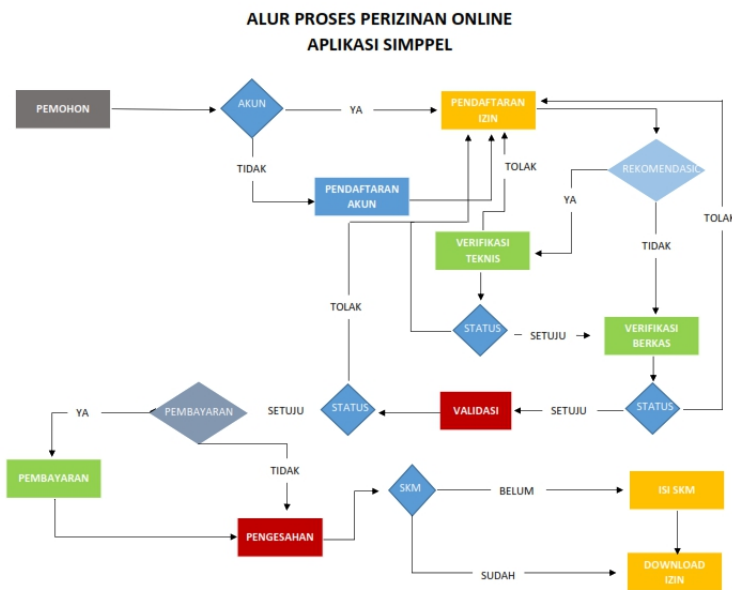 ALUR PROSES PERIZINAN ONLINE
APLIKASI SIMPPEL
PEMOHON
AKUN
YA
PENDAFTARAN
IZIN
TIDAK
TOLAK
REKOMENDASIC
PENDAFTARAN
AKUN
YA
TOLAK
VERIFIKASI
TEKNIS
TIDAK
TOLAK
STATUS
SETUJU
VERIFIKASI
BERKAS
YA
PEMBAYARAN
SETUJU
STATUS
VALIDASI
SETUJU
STATUS
TIDAK
PEMBAYARAN
SKM
BELUM
ISI SKM
PENGESAHAN
SUDAH
DOWNLOAD
IZIN